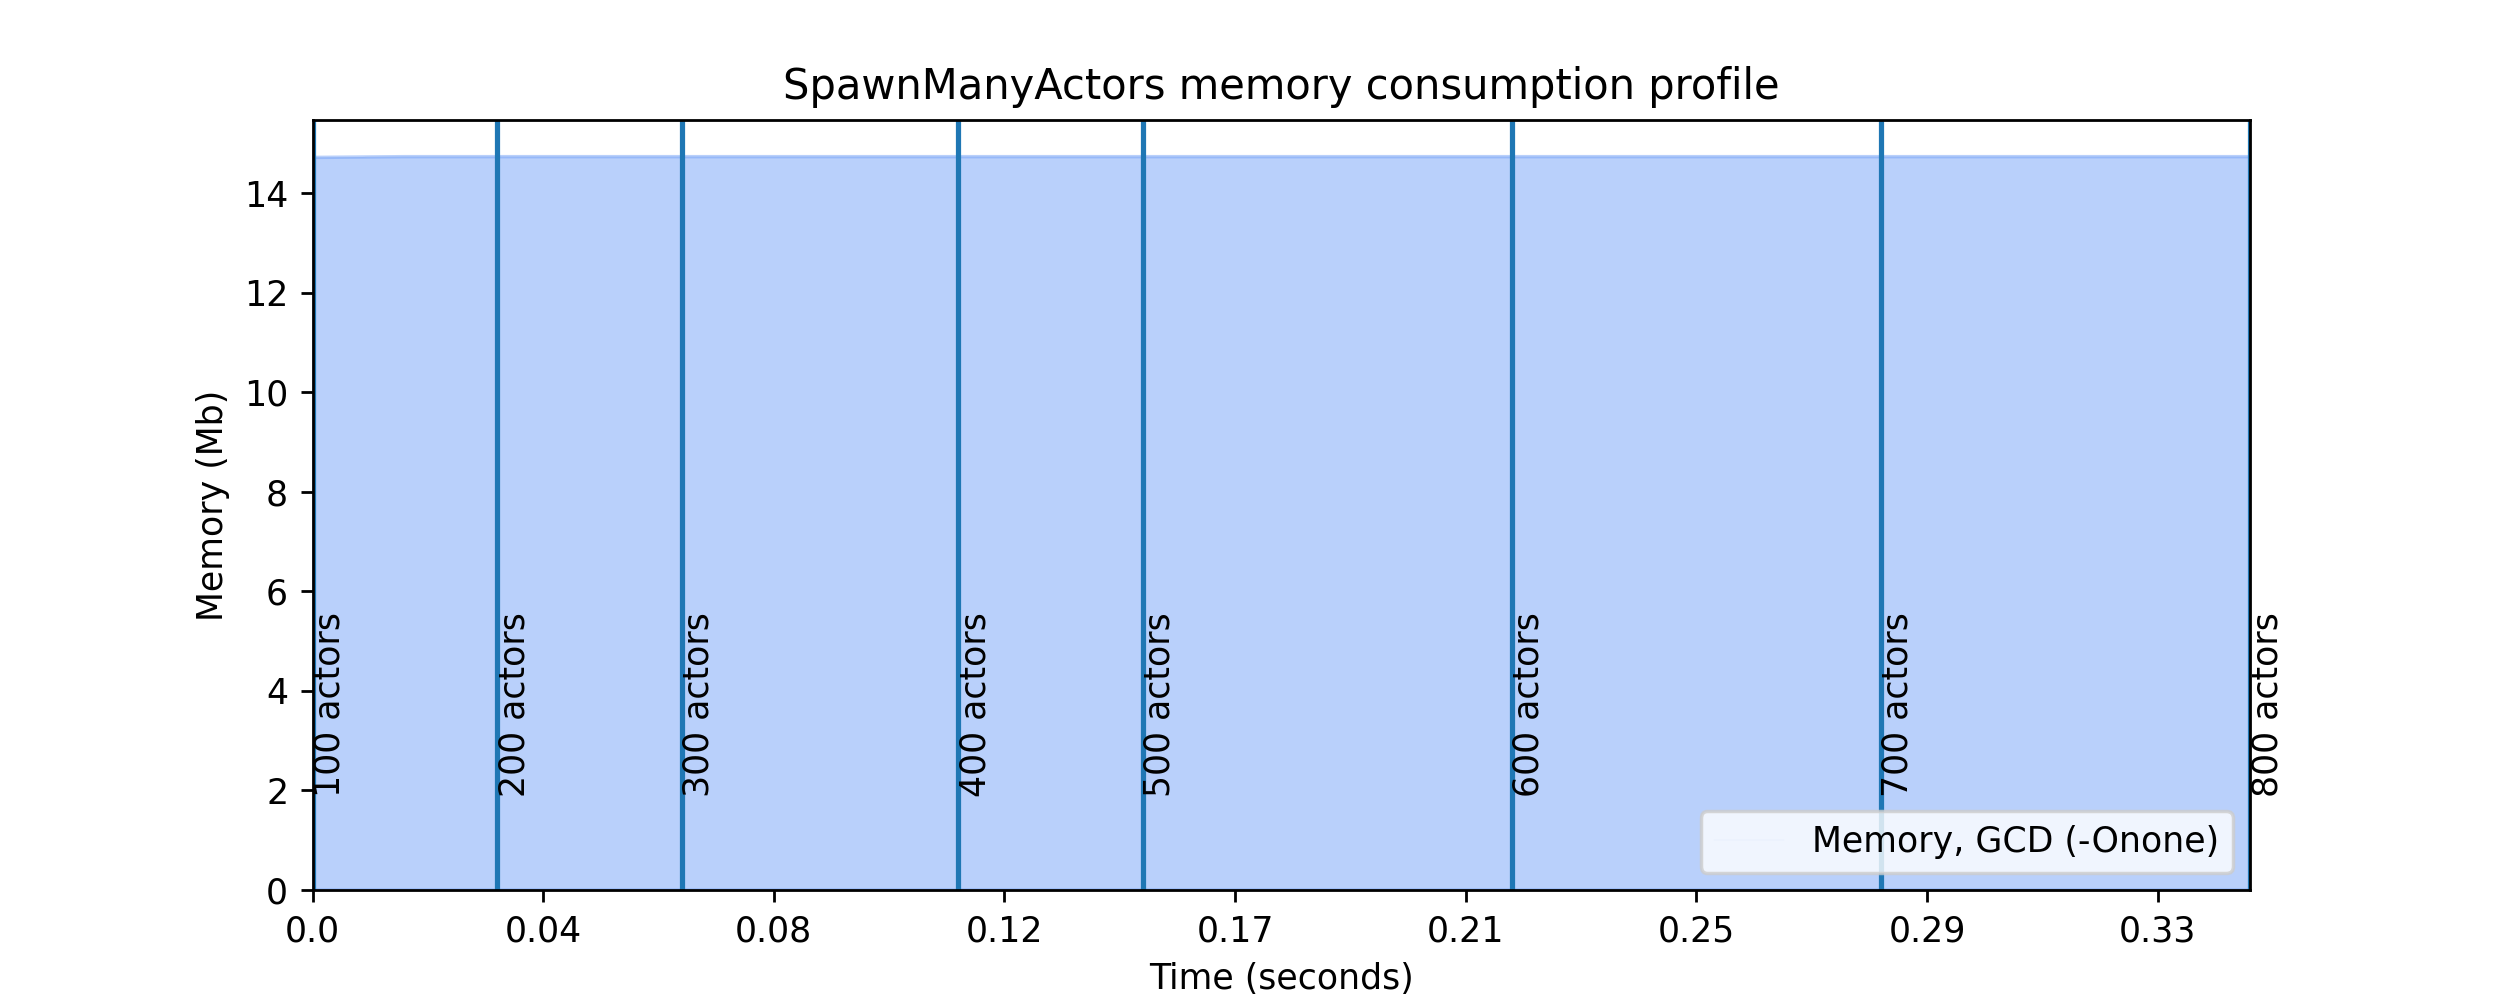 SpawnManyActors memory consumption profile
Memory (Mb)
14
12
10
8
6
4
2
0
100 actors
200 actors
300 actors
400 actors
500 actors
600 actors
700 actors
800 actors
Memory, GCD (-Onone)
0.0 0.04 0.08 0.12 0.17 0.21 0.25 0.29 0.33
Time (seconds)